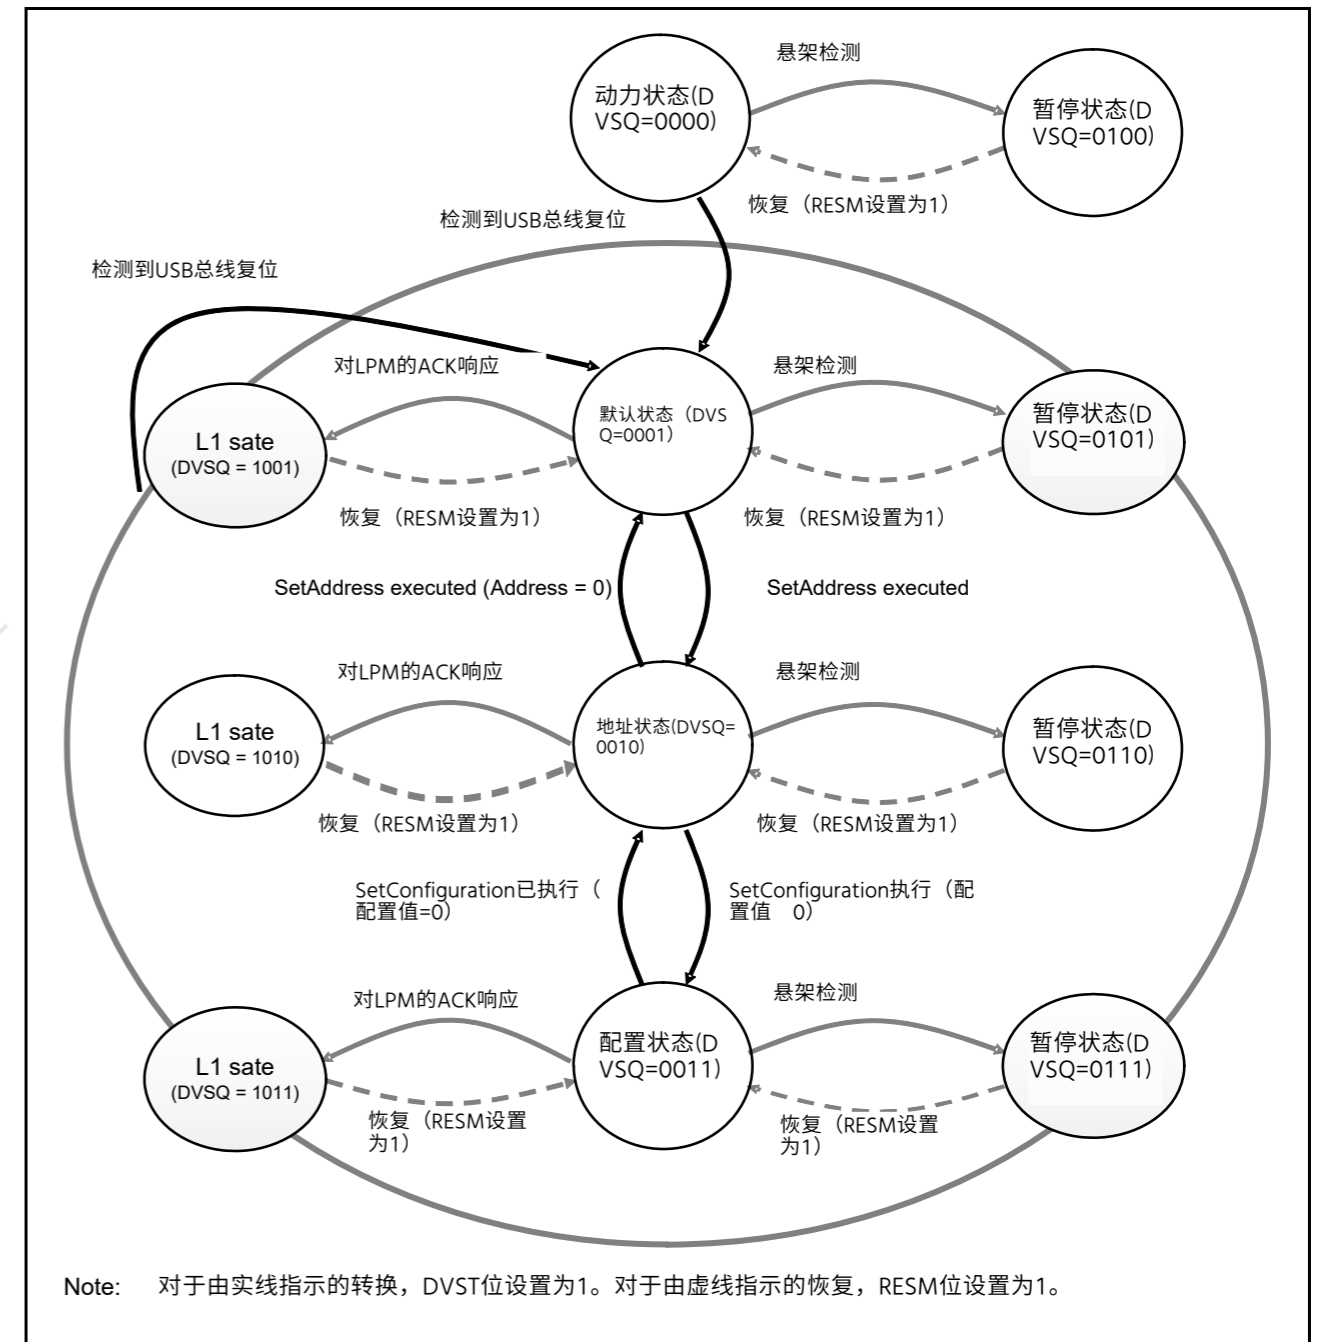 悬架检测
动力状态(D
VSQ=0000)
暂停状态(D
VSQ=0100)
恢复（RESM设置为1）
检测到USB总线复位
检测到USB总线复位
对LPM的ACK响应
悬架检测
L1 sate
(DVSQ = 1001)
默认状态（DVS
Q=0001）
暂停状态(D
VSQ=0101)
恢复（RESM设置为1）
恢复（RESM设置为1）
SetAddress executed (Address = 0)
SetAddress executed
对LPM的ACK响应
悬架检测
L1 sate
(DVSQ = 1010)
地址状态(DVSQ=
0010)
暂停状态(D
VSQ=0110)
恢复（RESM设置为1）
恢复（RESM设置为1）
SetConfiguration已执行（
配置值=0）
SetConfiguration执行（配
置值 0）
对LPM的ACK响应
悬架检测
L1 sate
(DVSQ = 1011)
配置状态(D
VSQ=0011)
暂停状态(D
VSQ=0111)
恢复（RESM设置
为1）
恢复（RESM设置
为1）
Note: 对于由实线指示的转换，DVST位设置为1。对于由虚线指示的恢复，RESM位设置为1。